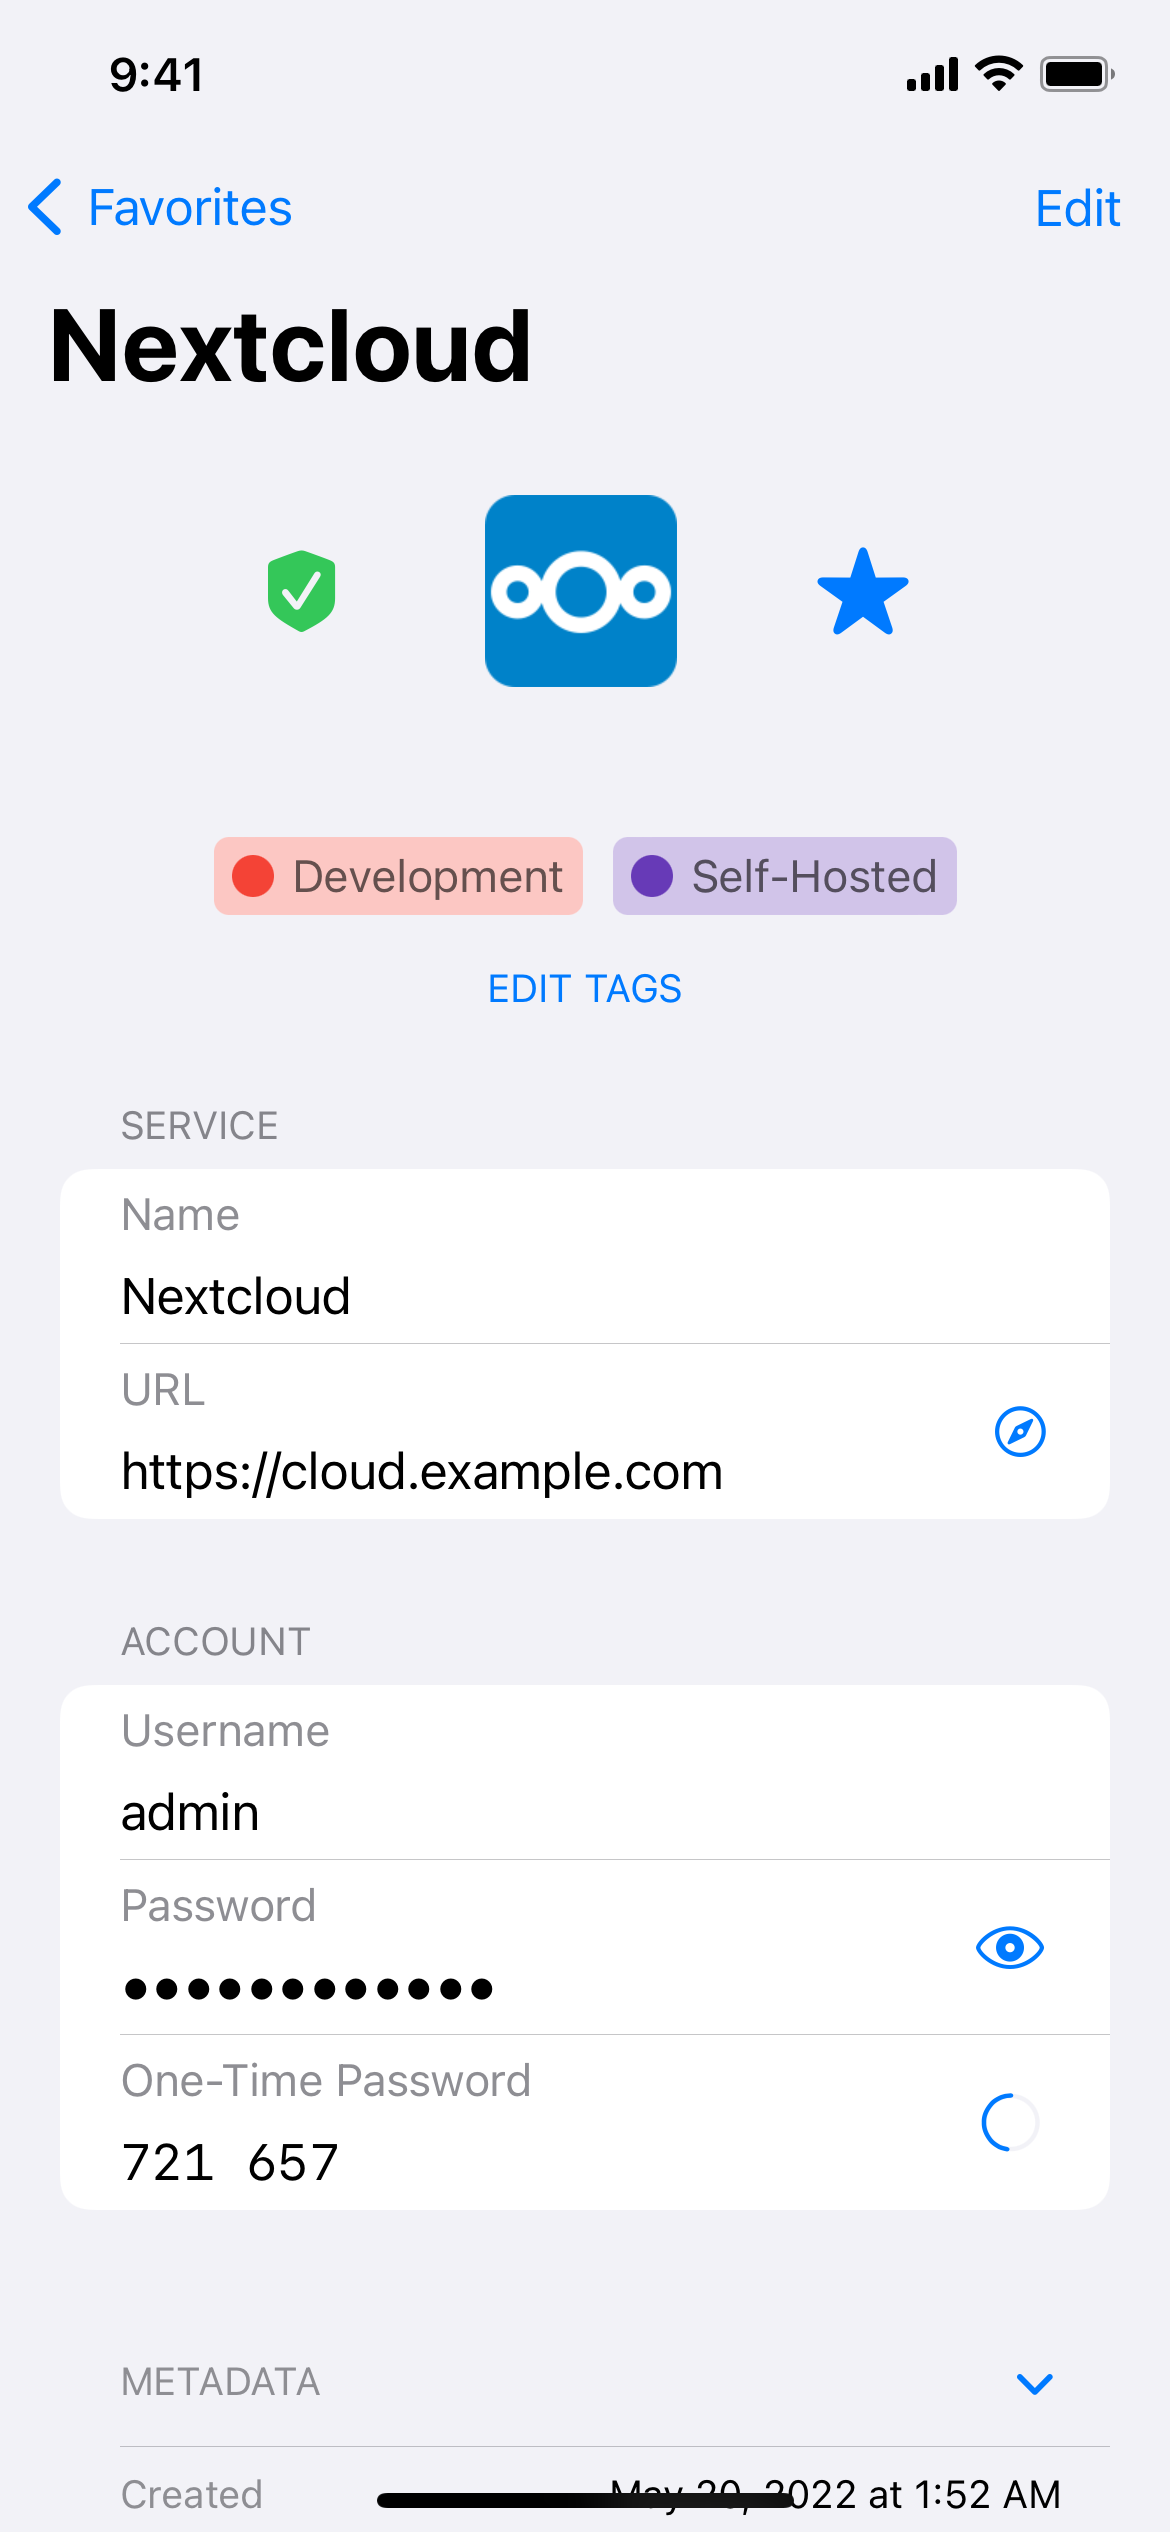 9:41
Favorites
Edit
Nextcloud
Development
Self-Hosted
EDIT TAGS
SERVICE
Name
Nextcloud
URL
https://cloud.example.com
ACCOUNT
Username
admin
Password
••••••••••••
One-Time Password
721 657
METADATA
Created
May 20, 2022 at 1:52 AM